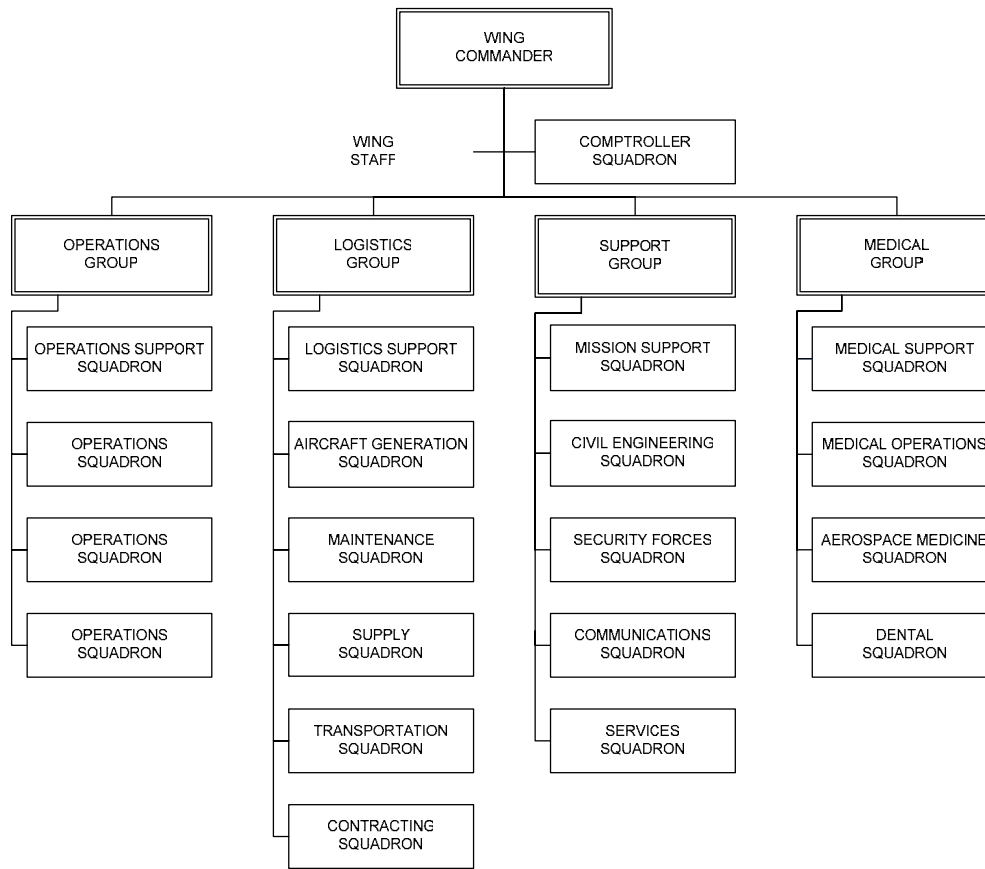 WING
COMMANDER
WING
STAFF
COMPTROLLER
SQUADRON
OPERATIONS
GROUP
LOGISTICS
GROUP
SUPPORT
GROUP
MEDICAL
GROUP
OPERATIONS SUPPORT
SQUADRON
OPERATIONS
SQUADRON
OPERATIONS
SQUADRON
OPERATIONS
SQUADRON
LOGISTICS SUPPORT
SQUADRON
AIRCRAFT GENERATION
SQUADRON
MAINTENANCE
SQUADRON
SUPPLY
SQUADRON
TRANSPORTATION
SQUADRON
CONTRACTING
SQUADRON
MISSION SUPPORT
SQUADRON
CIVIL ENGINEERING
SQUADRON
SECURITY FORCES
SQUADRON
COMMUNICATIONS
SQUADRON
SERVICES
SQUADRON
MEDICAL SUPPORT
SQUADRON
MEDICAL OPERATIONS
SQUADRON
AEROSPACE MEDICINE
SQUADRON
DENTAL
SQUADRON